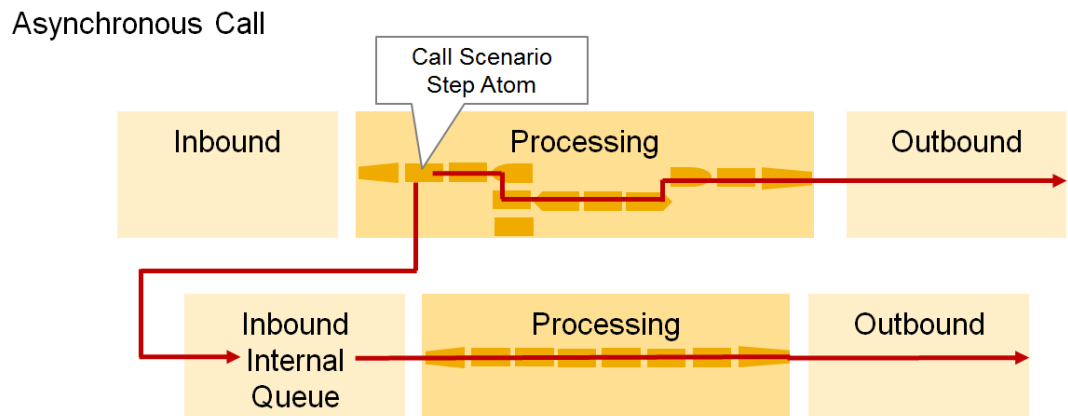 Asynchronous Call
Call Scenario
Step Atom
Inbound
Processing
Outbound
Inbound
Internal
Queue
Processing
Outbound